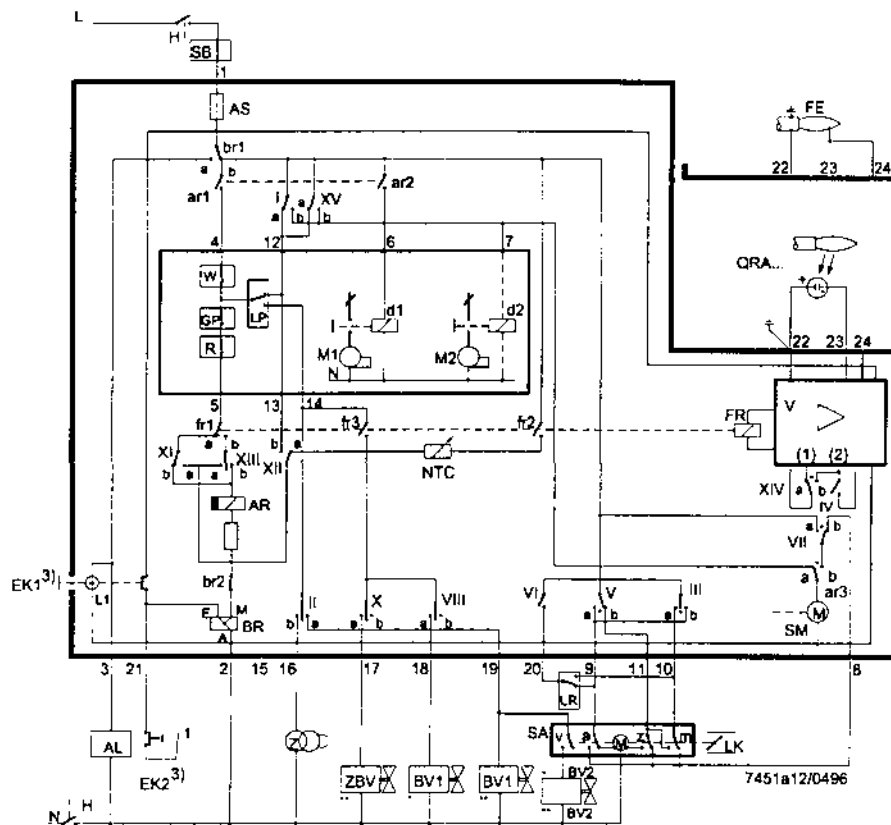 L
H
SB
1
AS
FE
br1
22 23 24
a b
ar1
ar2
i
a
XV
a
b b
4 12 6 7
QRA...
W
LP
d1
d2
GP
R
M1
M2
N
22 23 24
5 13 14
V
FR
fr1
fr3
fr2
(1) (2)
XI
a b
XIII
b a a b
b a
XII
NTC
XIV
a b
IV
AR
a b
VII
EK1 3)
L1
br2
II
X
VIII
VI
V
III
a b
ar3
E M
BR
A
b a
a b
a b
a b
a b
SM
M
3 21 2 15 16 17 18 19 20 9 11 10 8
LR
AL
1
EK2 3)
Z
SA
v a M z m
LK
ZBV
BV1
BV1
BV2
BV2
7451a12/0496
N H